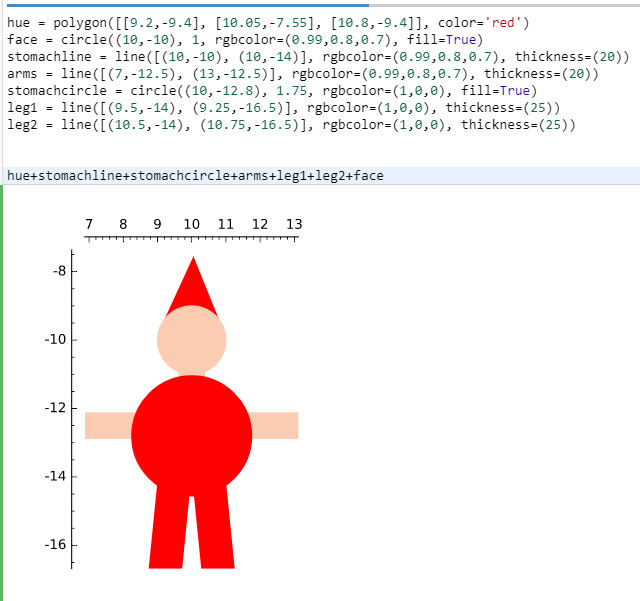 hue = polygon([[9.2,-9.4], [10.05,-7.55], [10.8,-9.4]], color='red')
face = circle((10,-10), 1, rgbcolor=(0.99,0.8,0.7), fill=True)
stomachline = line([(10,-10), (10,-14)], rgbcolor=(0.99,0.8,0.7), thickness=(20))
arms = line([(7,-12.5), (13,-12.5)], rgbcolor=(0.99,0.8,0.7), thickness=(20))
stomachcircle = circle((10,-12.8), 1.75, rgbcolor=(1,0,0), fill=True)
leg1 = line([(9.5,-14), (9.25,-16.5)], rgbcolor=(1,0,0), thickness=(25))
leg2 = line([(10.5,-14), (10.75,-16.5)], rgbcolor=(1,0,0), thickness=(25))
hue+stomachline+stomachcircle+arms+leg1+leg2+face
7 8 9 10 11 12 13
-8
-10
-12
-14
-16